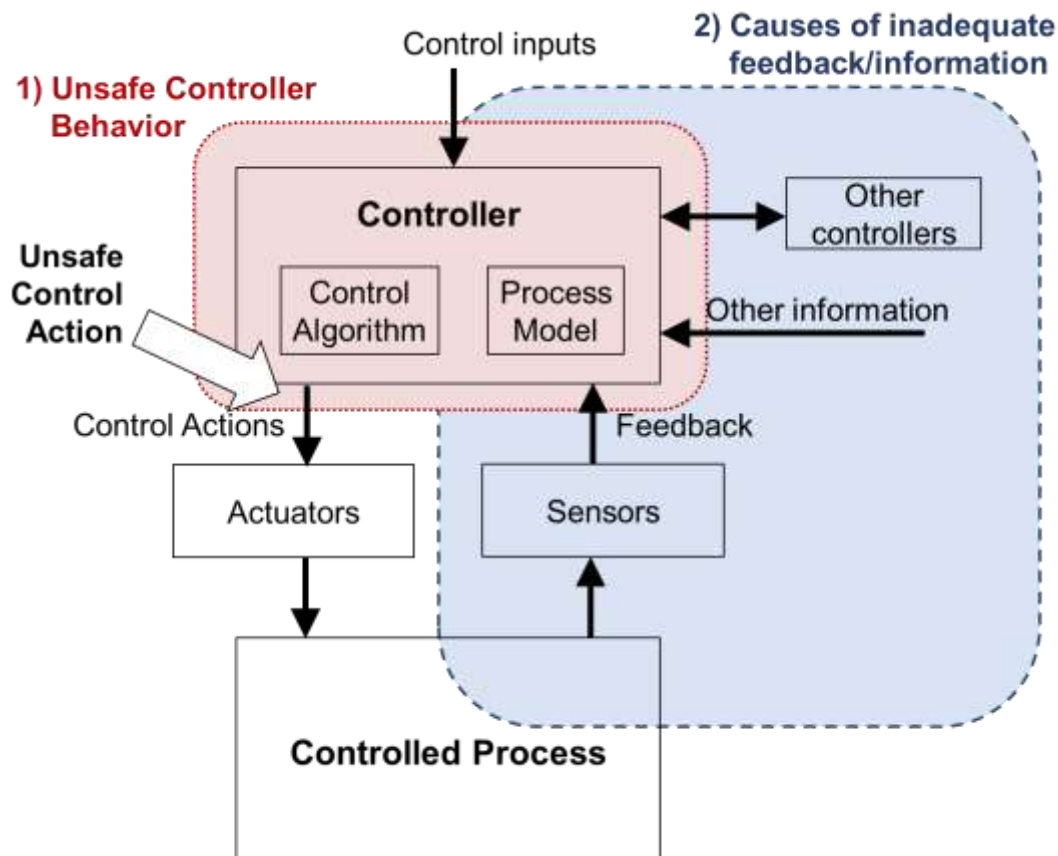 Control inputs
2) Causes of inadequate
feedback/information
1) Unsafe Controller
Behavior
Controller
Other
controllers
Unsafe
Control
Action
Control
Algorithm
Process
Model
Other information
Control Actions
Feedback
Actuators
Sensors
Controlled Process